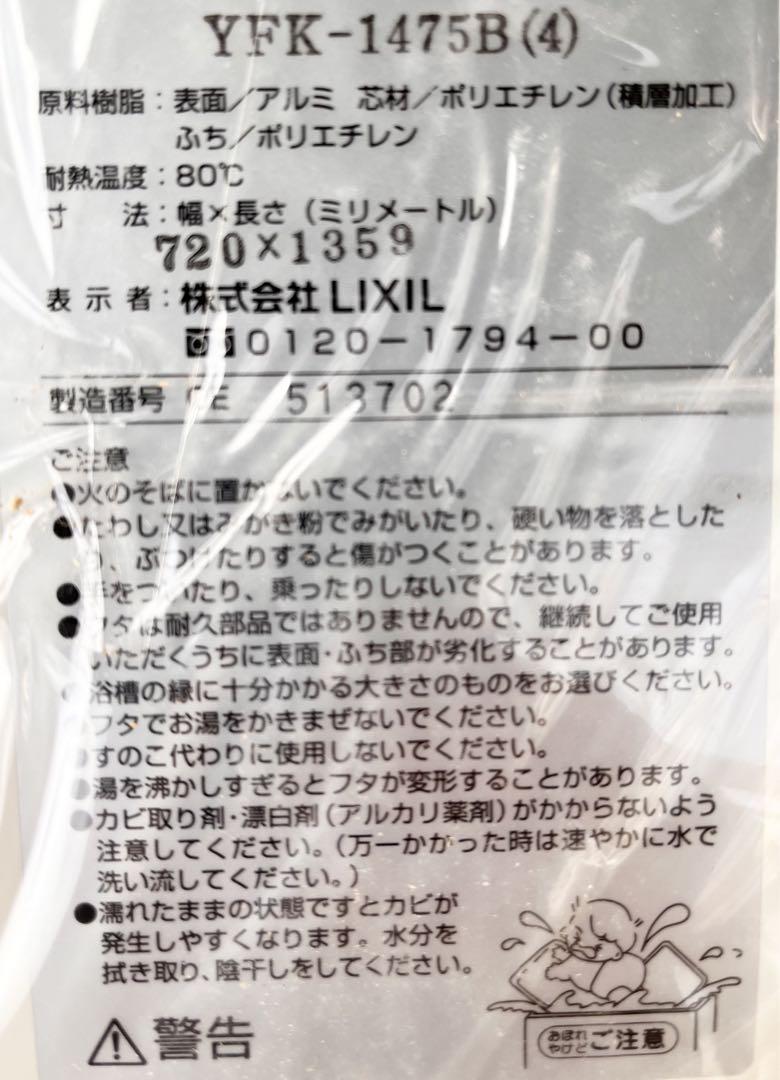 YFK-1475B(4)
原料樹脂：表面／アルミ 芯材／ポリエチレン（積層加工）
ふち／ポリエチレン
耐熱温度：80℃
寸 法：幅×長さ（ミリメートル）
720×1359
表示者：株式会社LIXIL
0120-1794-00
製造番号 513702
ご注意
●火のそばに置かないでください。
●たわし又はみがき粉でみがいたり、硬い物を落とした
り、ぶつけたりすると傷がつくことがあります。
●手をついたり、乗ったりしないでください。
●フタは耐久部品ではありませんので、継続してご使用
いただくうちに表面・ふち部が劣化することがあります。
●浴槽の縁に十分かかる大きさのものをお選びください。
●フタでお湯をかきまぜないでください。
●すのこ代わりに使用しないでください。
●湯を沸かしすぎるとフタが変形することがあります。
●カビ取り剤・漂白剤（アルカリ薬剤）がかからないよう
注意してください。（万一かかった時は速やかに水で
洗い流してください。）
●濡れたままの状態ですとカビが
発生しやすくなります。水分を
拭き取り、陰干しをしてください。
警告
おぼれ
やけど
ご注意